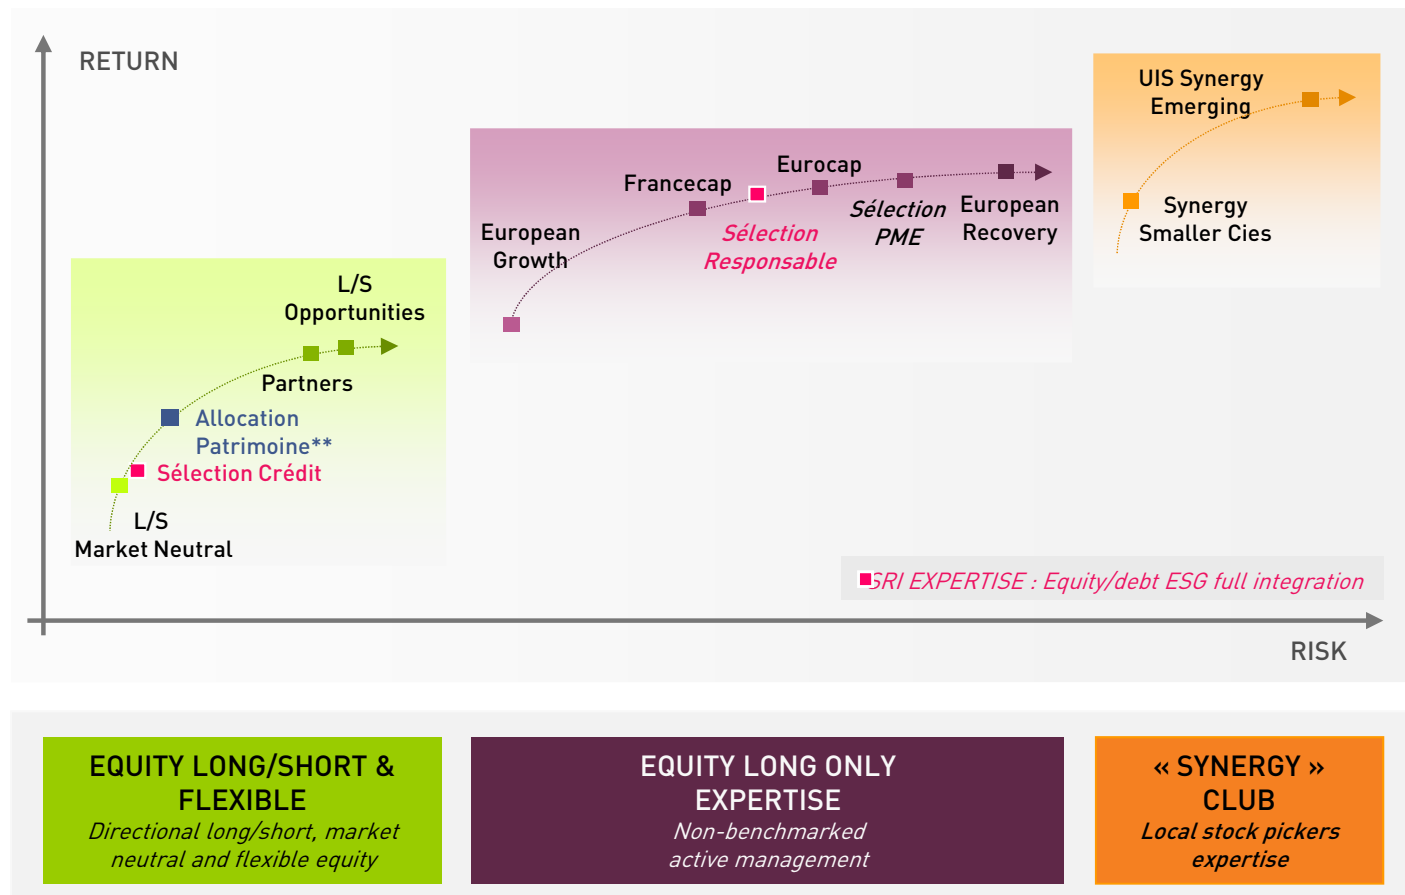 RETURN
UIS Synergy
Emerging
Synergy
Smaller Cies
Francecap
Eurocap
European
Growth
Sélection
Responsable
Sélection
PME
European
Recovery
L/S
Opportunities
Partners
Allocation
Patrimoine**
Sélection Crédit
L/S
Market Neutral
SRI EXPERTISE : Equity/debt ESG full integration
RISK
EQUITY LONG/SHORT &
FLEXIBLE
Directional long/short, market
neutral and flexible equity
EQUITY LONG ONLY
EXPERTISE
Non-benchmarked
active management
« SYNERGY »
CLUB
Local stock pickers
expertise